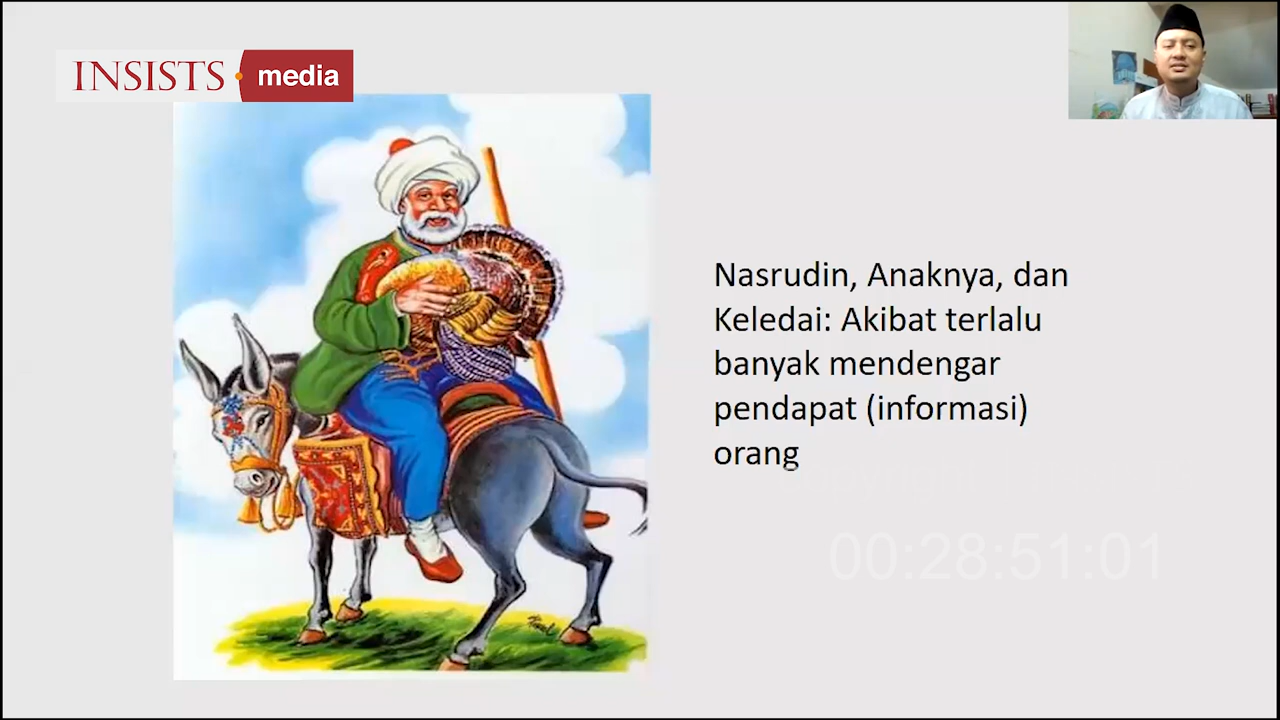 INSISTS media
Nasrudin, Anaknya, dan
Keledai: Akibat terlalu
banyak mendengar
pendapat (informasi)
orang
00:28:51:01